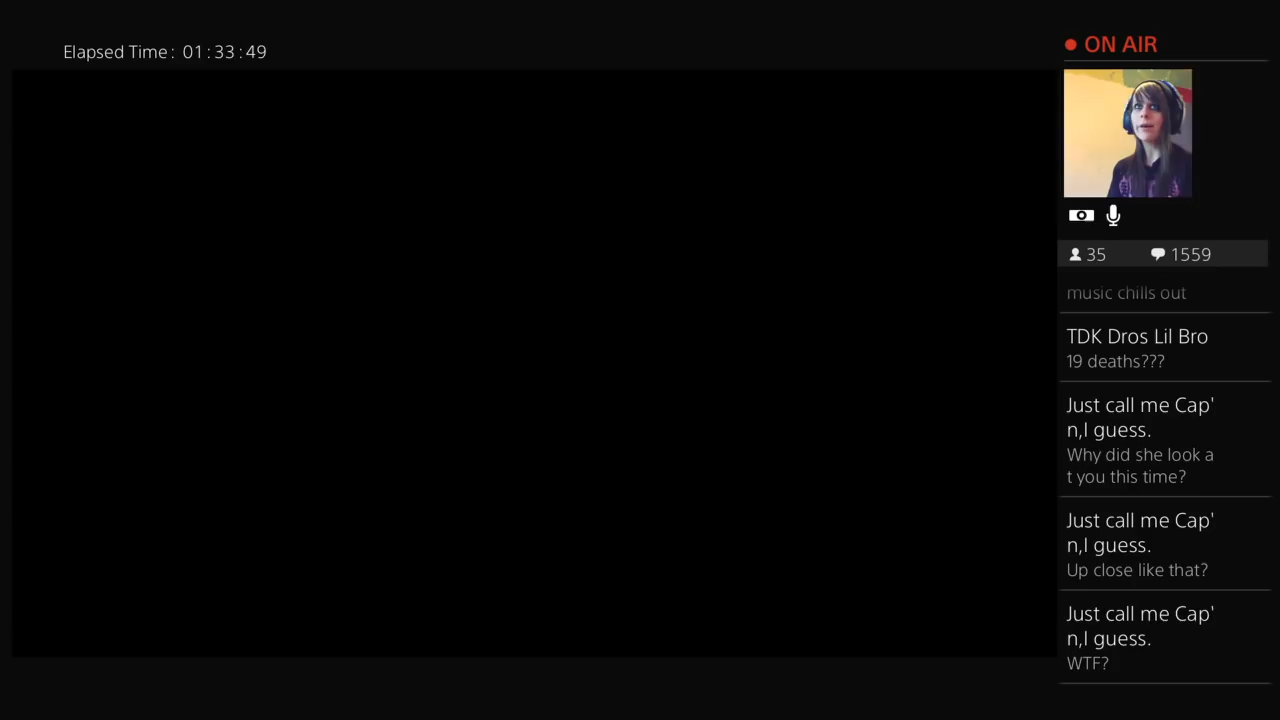 Elapsed Time: 01:33:49
ON AIR
35 1559
music chills out
TDK Dros Lil Bro
19 deaths???
Just call me Cap'
n,I guess.
Why did she look a
t you this time?
Just call me Cap'
n,I guess.
Up close like that?
Just call me Cap'
n,I guess.
WTF?